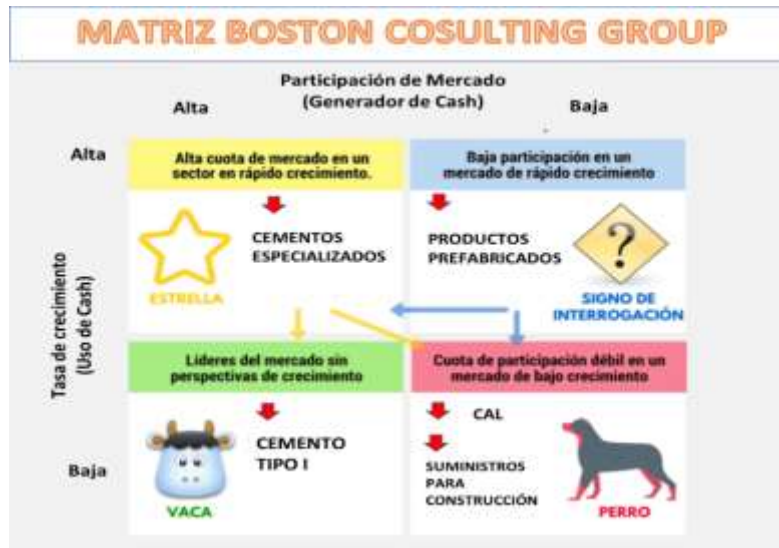 MATRIZ BOSTON COSULTING GROUP
Participación de Mercado
(Generador de Cash)
Alta
Baja
Alta
Alta cuota de mercado en un
sector en rápido crecimiento.
Baja participación en un
mercado de rápido crecimiento
CEMENTOS
ESPECIALIZADOS
ESTRELLA
PRODUCTOS
PREFABRICADOS
?
SIGNO DE
INTERROGACIÓN
Tasa de crecimiento
(Uso de Cash)
Líderes del mercado sin
perspectivas de crecimiento
Cuota de participación débil en un
mercado de bajo crecimiento
Baja
CEMENTO
TIPO I
VACA
CAL
SUMINISTROS
PARA
CONSTRUCCIÓN
PERRO